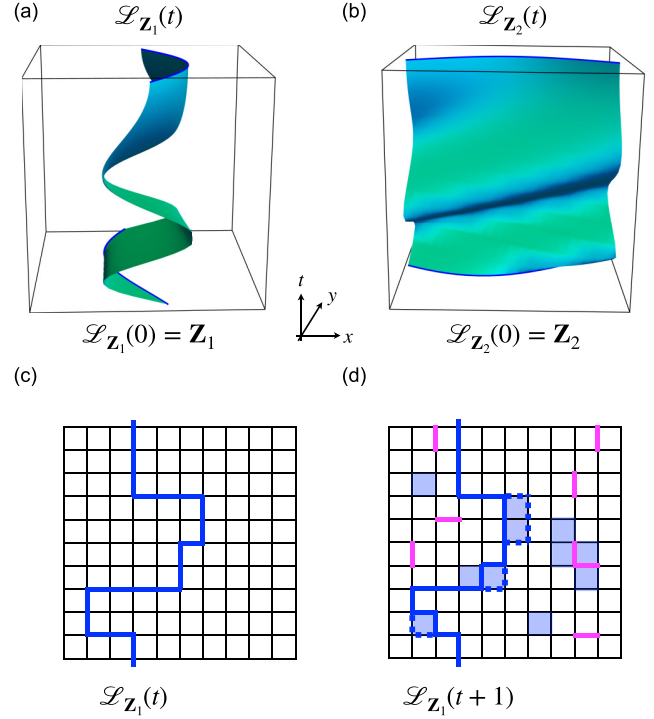 (a)
ℒ_{𝐙₁}(t)
(b)
ℒ_{𝐙₂}(t)
t
y
x
ℒ_{𝐙₁}(0) = 𝐙₁
ℒ_{𝐙₂}(0) = 𝐙₂
(c)
(d)
ℒ_{𝐙₁}(t)
ℒ_{𝐙₁}(t + 1)